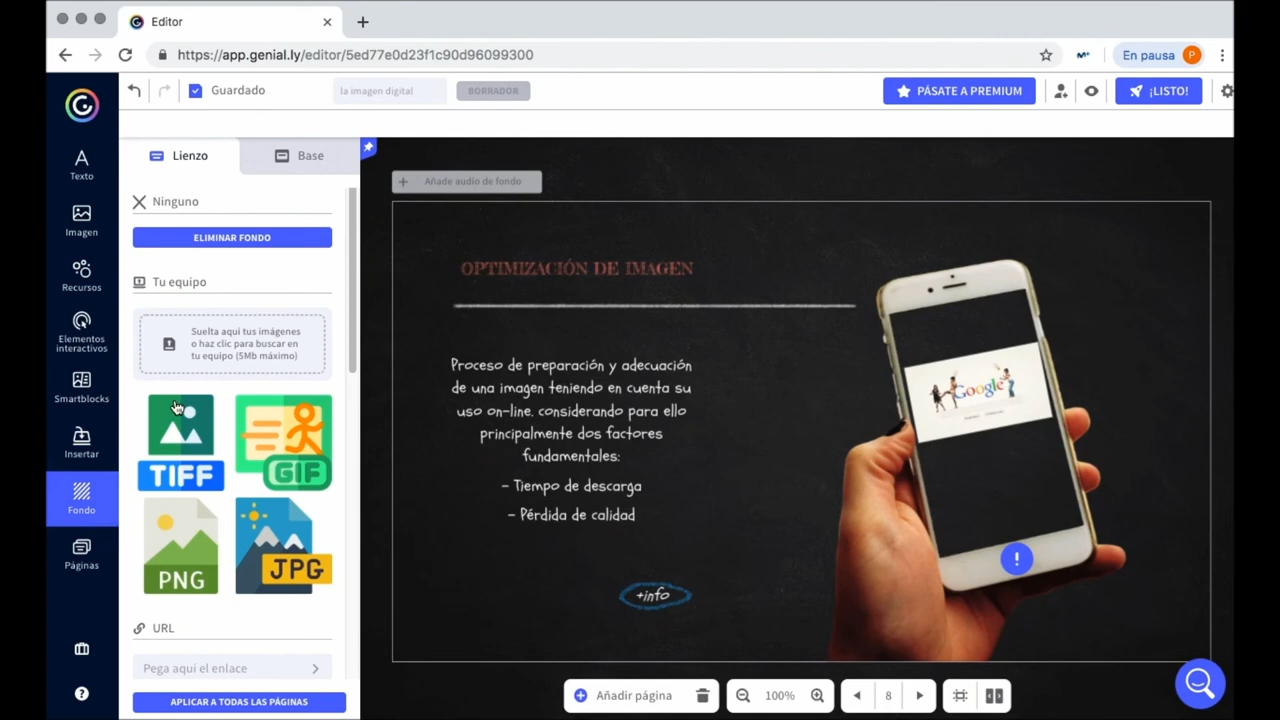 Editor
https://app.genial.ly/editor/5ed77e0d23f1c90d96099300
En pausa
P
Guardado
la imagen digital
BORRADOR
PÁSATE A PREMIUM
¡LISTO!
Texto
Imagen
Recursos
Elementos
interactivos
Smartblocks
Insertar
Fondo
Páginas
?
Lienzo
Base
Ninguno
ELIMINAR FONDO
Tu equipo
Suelta aquí tus imágenes
o haz clic para buscar en
tu equipo (5Mb máximo)
TIFF
GIF
PNG
JPG
URL
Pega aquí el enlace
APLICAR A TODAS LAS PÁGINAS
Añade audio de fondo
OPTIMIZACIÓN DE IMAGEN
Proceso de preparación y adecuación
de una imagen teniendo en cuenta su
uso on-line, considerando para ello
principalmente dos factores
fundamentales:
- Tiempo de descarga
- Pérdida de calidad
+info
Google
!
Añadir página
100%
8